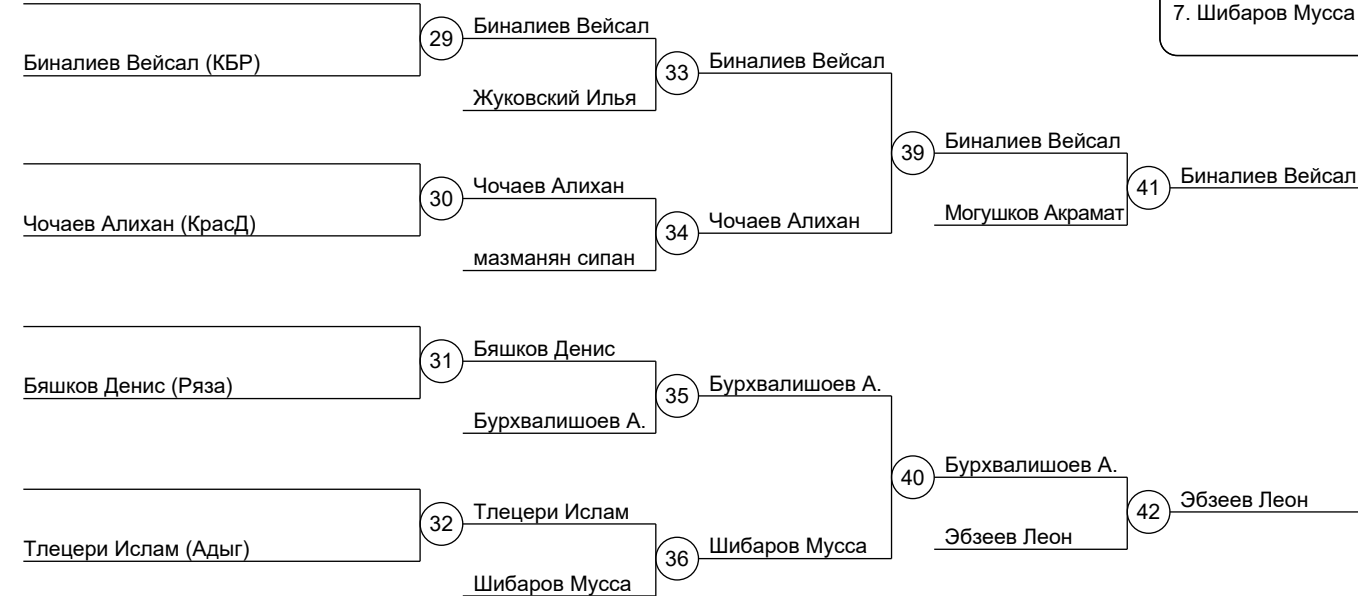 7. Шибаров Мусса
29
Биналиев Вейсал
Биналиев Вейсал (КБР)
33
Биналиев Вейсал
Жуковский Илья
39
Биналиев Вейсал
41
Биналиев Вейсал
30
Чочаев Алихан
Могушков Акрамат
Чочаев Алихан (КрасД)
34
Чочаев Алихан
мазманян сипан
31
Бяшков Денис
Бяшков Денис (Ряза)
35
Бурхвалишоев А.
Бурхвалишоев А.
40
Бурхвалишоев А.
42
Эбзеев Леон
32
Тлецери Ислам
Эбзеев Леон
Тлецери Ислам (Адыг)
36
Шибаров Мусса
Шибаров Мусса